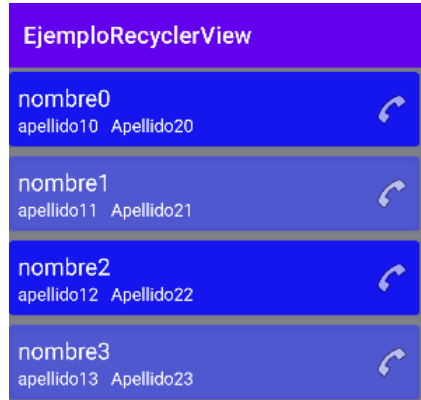 EjemploRecyclerView
nombre0
apellido10 Apellido20
nombre1
apellido11 Apellido21
nombre2
apellido12 Apellido22
nombre3
apellido13 Apellido23